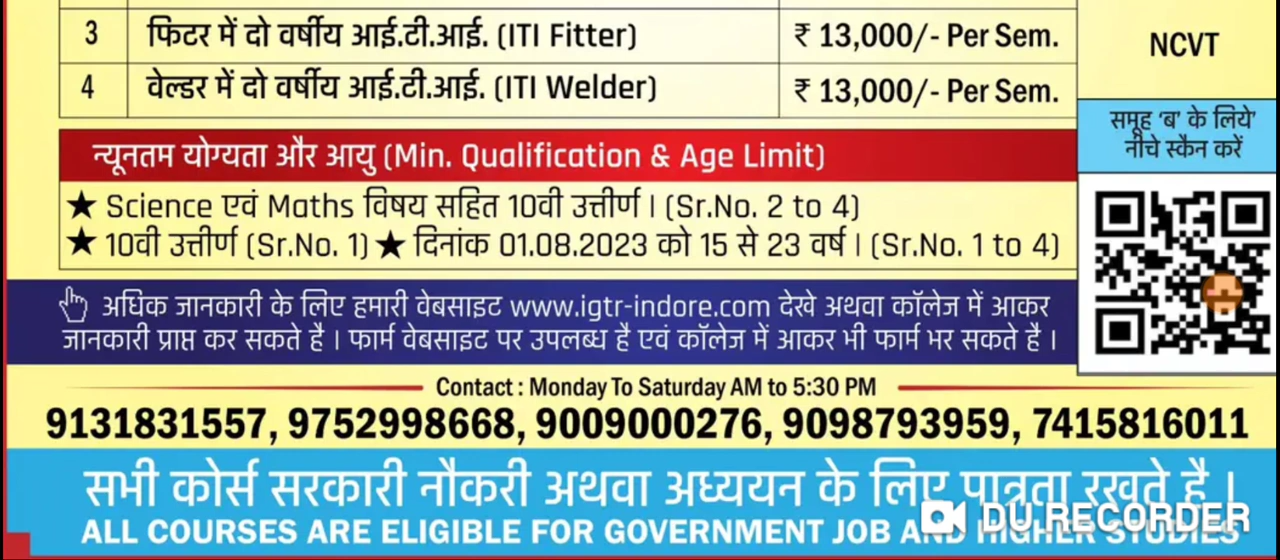 3 फिटर में दो वर्षीय आई.टी.आई. (ITI Fitter) ₹ 13,000/- Per Sem.
4 वेल्डर में दो वर्षीय आई.टी.आई. (ITI Welder) ₹ 13,000/- Per Sem.
NCVT
समूह ‘ब’ के लिये’
नीचे स्कैन करें
न्यूनतम योग्यता और आयु (Min. Qualification & Age Limit)
★ Science एवं Maths विषय सहित 10वी उत्तीर्ण । (Sr.No. 2 to 4)
★ 10वी उत्तीर्ण (Sr.No. 1) ★ दिनांक 01.08.2023 को 15 से 23 वर्ष । (Sr.No. 1 to 4)
अधिक जानकारी के लिए हमारी वेबसाइट www.igtr-indore.com देखे अथवा कॉलेज में आकर
जानकारी प्राप्त कर सकते है । फार्म वेबसाइट पर उपलब्ध है एवं कॉलेज में आकर भी फार्म भर सकते है ।
Contact : Monday To Saturday AM to 5:30 PM
9131831557, 9752998668, 9009000276, 9098793959, 7415816011
सभी कोर्स सरकारी नौकरी अथवा अध्ययन के लिए पात्रता रखते है ।
ALL COURSES ARE ELIGIBLE FOR GOVERNMENT JOB AND HIGHER STUDIES
DU RECORDER